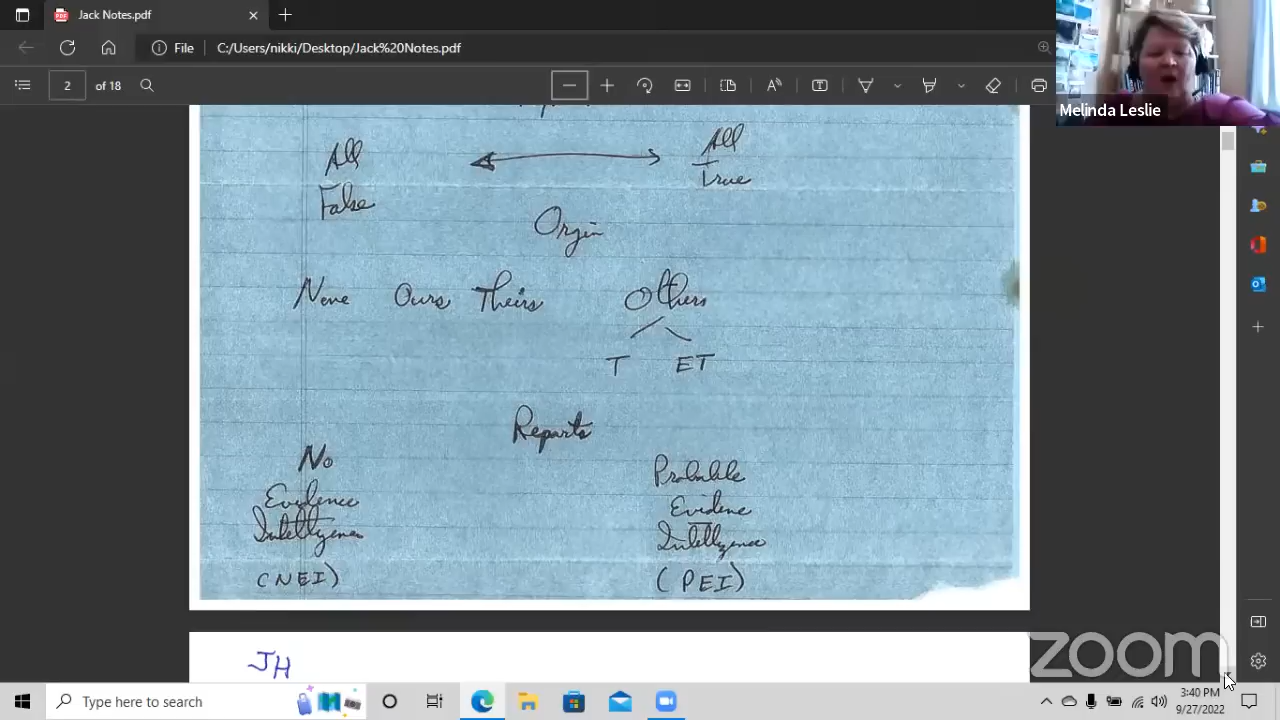 Jack Notes.pdf
File C:/Users/nikki/Desktop/Jack%20Notes.pdf
2 of 18
Melinda Leslie
All All
False True
Orgin
None Ours Theirs Others
T ET
Reports
No Probable
Evidence Evidene
Intelligence Intelligence
(NEI) (PEI)
JH
zoom
Type here to search
3:40 PM
9/27/2022